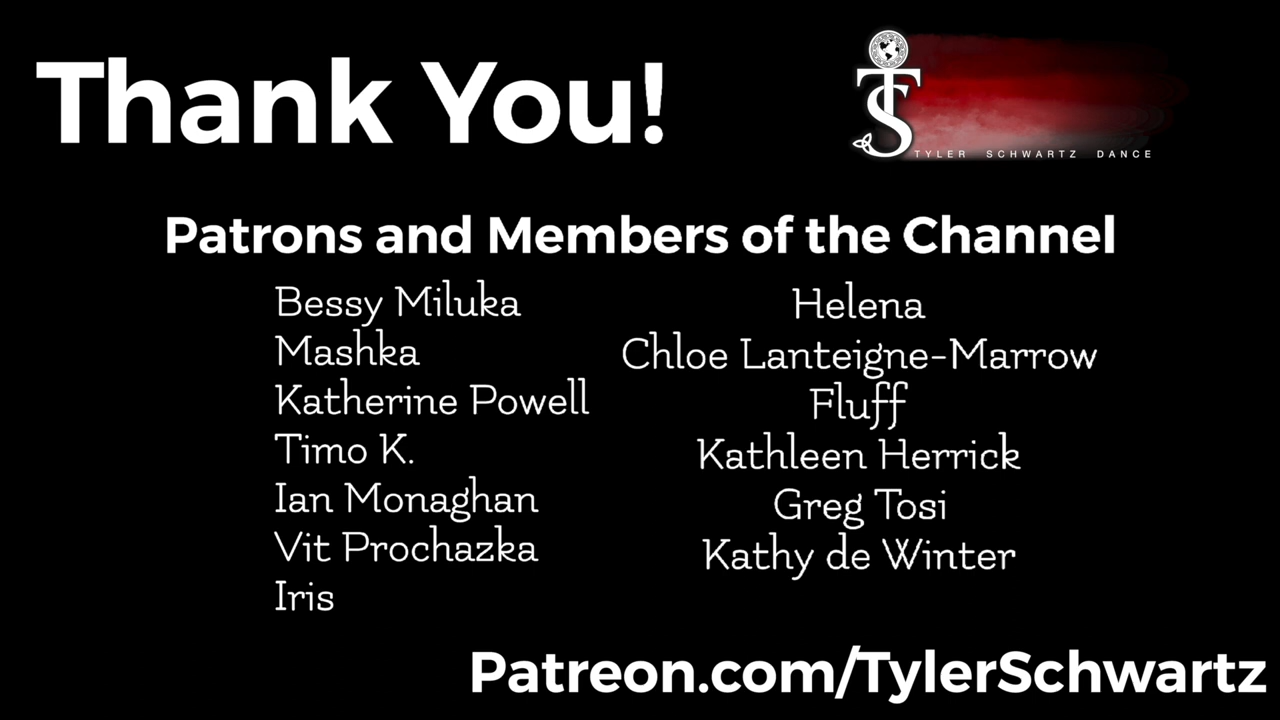 Thank You!
TS
TYLER SCHWARTZ DANCE
Patrons and Members of the Channel
Bessy Miluka
Mashka
Katherine Powell
Timo K.
Ian Monaghan
Vit Prochazka
Iris
Helena
Chloe Lanteigne-Marrow
Fluff
Kathleen Herrick
Greg Tosi
Kathy de Winter
Patreon.com/TylerSchwartz